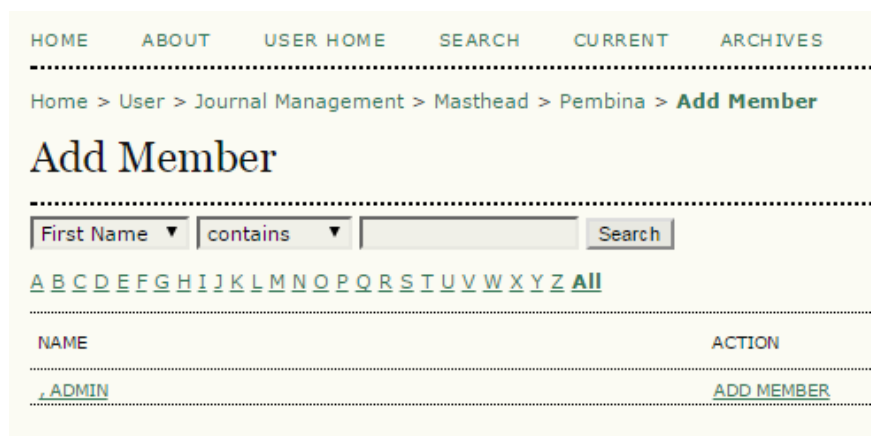 HOME ABOUT USER HOME SEARCH CURRENT ARCHIVES
Home > User > Journal Management > Masthead > Pembina > Add Member
Add Member
First Name ▼ contains ▼ Search
A B C D E F G H I J K L M N O P Q R S T U V W X Y Z All
NAME ACTION
, ADMIN ADD MEMBER